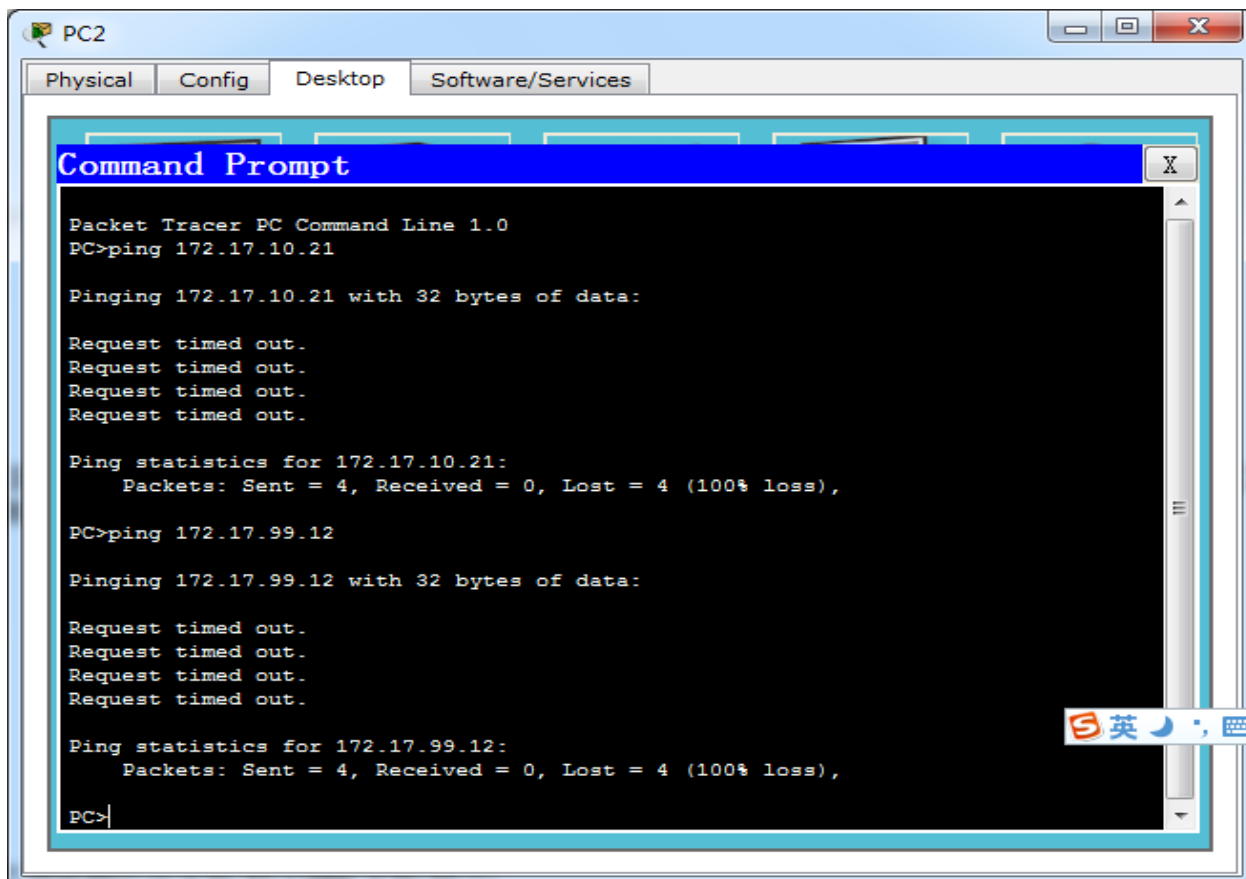 PC2
Physical Config Desktop Software/Services
Command Prompt X
Packet Tracer PC Command Line 1.0
PC>ping 172.17.10.21
Pinging 172.17.10.21 with 32 bytes of data:
Request timed out.
Request timed out.
Request timed out.
Request timed out.
Ping statistics for 172.17.10.21:
Packets: Sent = 4, Received = 0, Lost = 4 (100% loss),
PC>ping 172.17.99.12
Pinging 172.17.99.12 with 32 bytes of data:
Request timed out.
Request timed out.
Request timed out.
Request timed out.
英
Ping statistics for 172.17.99.12:
Packets: Sent = 4, Received = 0, Lost = 4 (100% loss),
PC>